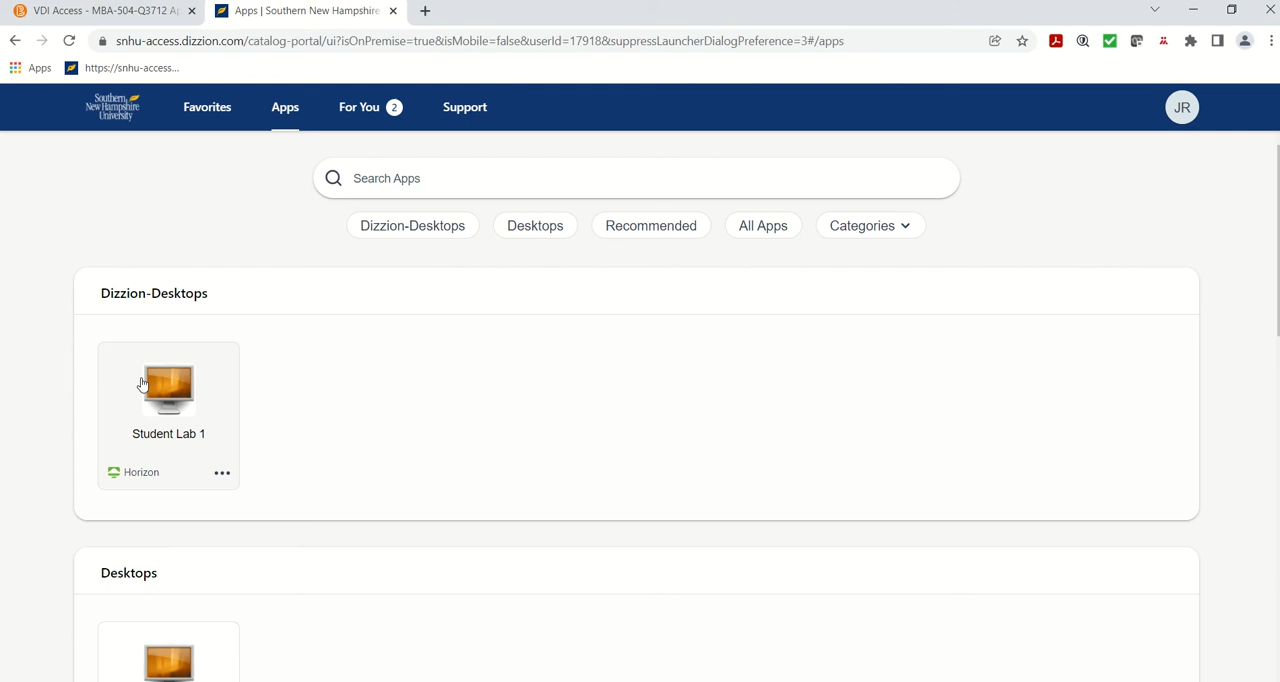 VDI Access - MBA-504-Q3712 Ap
Apps | Southern New Hampshire
snhu-access.dizzion.com/catalog-portal/ui?isOnPremise=true&isMobile=false&userId=17918&suppressLauncherDialogPreference=3#/apps
Apps
https://snhu-access...
Southern
New Hampshire
University
Favorites
Apps
For You 2
Support
JR
Search Apps
Dizzion-Desktops
Desktops
Recommended
All Apps
Categories
Dizzion-Desktops
Student Lab 1
Horizon
Desktops